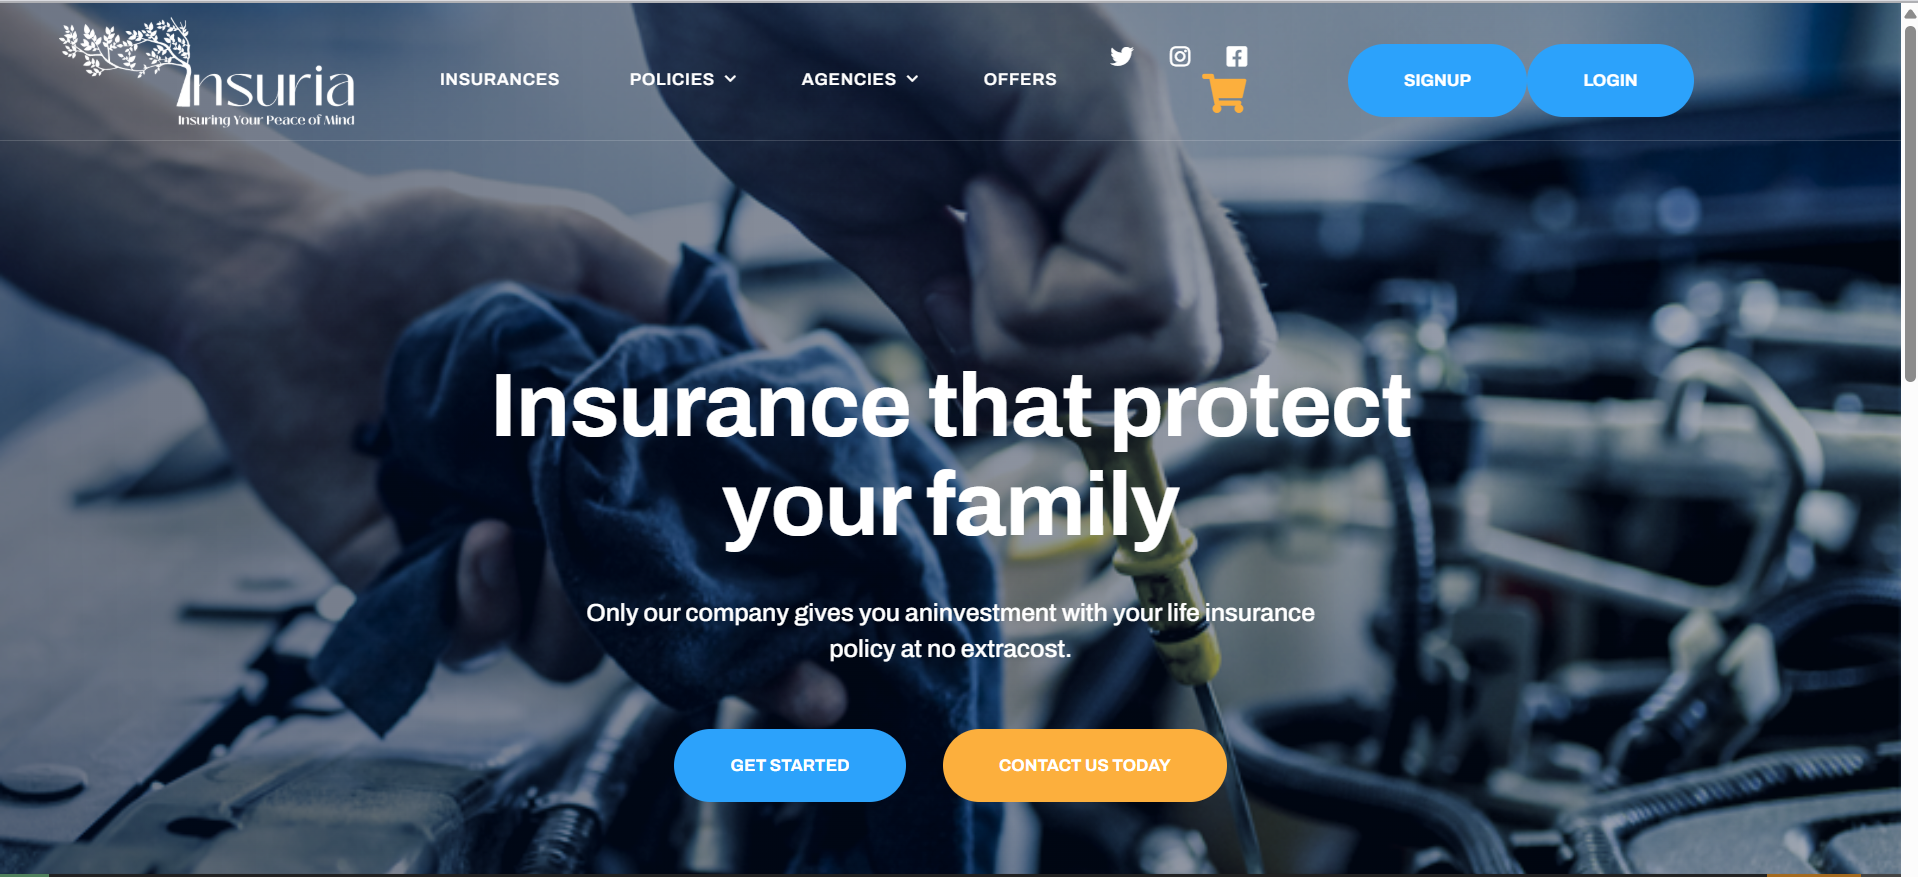 Insuria
Insuring Your Peace of Mind
INSURANCES
POLICIES
AGENCIES
OFFERS
SIGNUP
LOGIN
Insurance that protect
your family
Only our company gives you aninvestment with your life insurance
policy at no extracost.
GET STARTED
CONTACT US TODAY